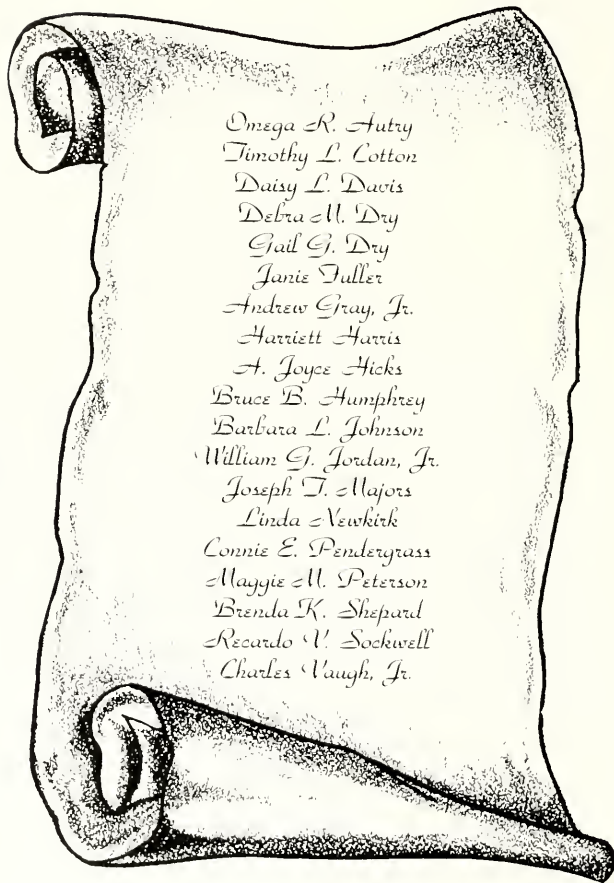 Omega R. Autry
Timothy L. Cotton
Daisy L. Davis
Debra M. Dry
Gail G. Dry
Janie Fuller
Andrew Gray, Jr.
Harriett Harris
A. Joyce Hicks
Bruce B. Humphrey
Barbara L. Johnson
William G. Jordan, Jr.
Joseph T. Majors
Linda Newkirk
Connie E. Pendergrass
Maggie M. Peterson
Brenda K. Shepard
Recardo V. Sockwell
Charles Vaugh, Jr.